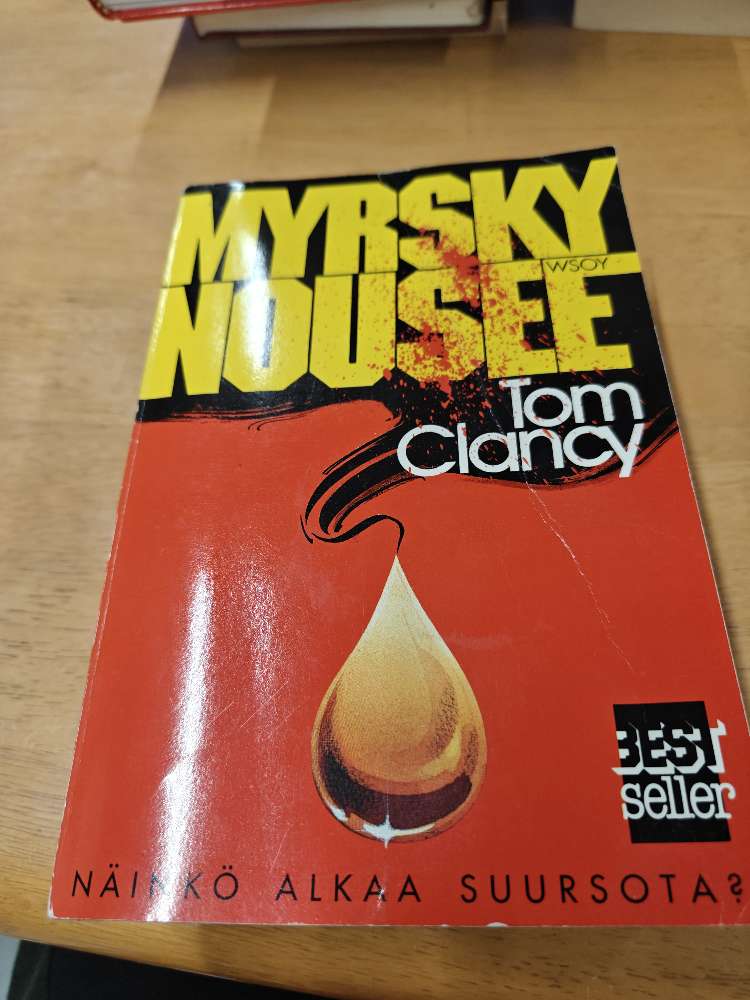 MYRSKY
WSOY
NOUSEE
Tom
Clancy
BEST
seller
NÄINKÖ ALKAA SUURSOTA?